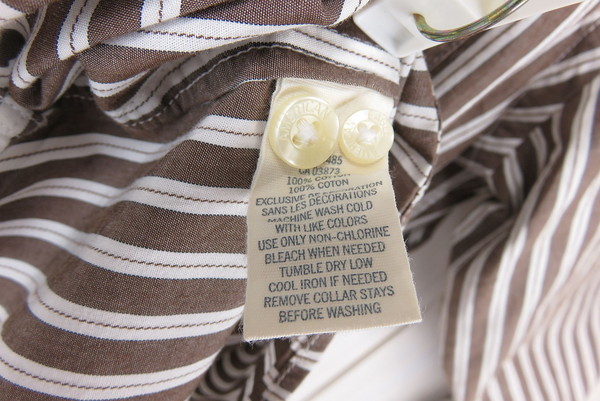 485
CA 03873
100% COTTON
100% COTON
EXCLUSIVE OF DECORATION
SANS LES DECORATIONS
MACHINE WASH COLD
WITH LIKE COLORS
USE ONLY NON-CHLORINE
BLEACH WHEN NEEDED
TUMBLE DRY LOW
COOL IRON IF NEEDED
REMOVE COLLAR STAYS
BEFORE WASHING